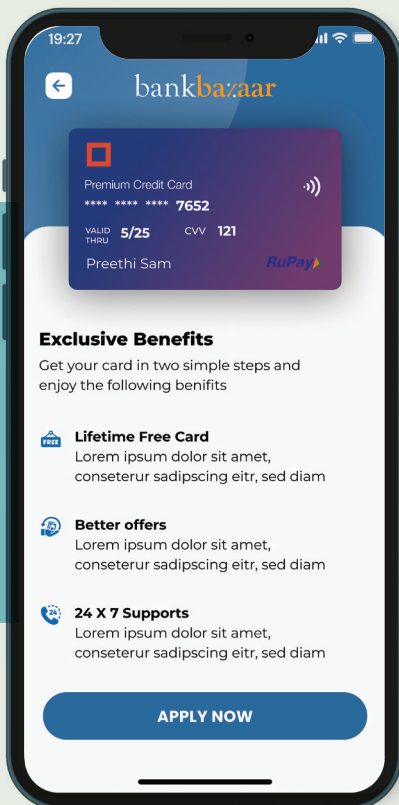 19:27
bankbazaar
Premium Credit Card
**** **** **** 7652
VALID THRU 5/25 CVV 121
Preethi Sam RuPay
Exclusive Benefits
Get your card in two simple steps and
enjoy the following benifits
FREE
Lifetime Free Card
Lorem ipsum dolor sit amet,
conseterur sadipscing eitr, sed diam
Better offers
Lorem ipsum dolor sit amet,
conseterur sadipscing eitr, sed diam
24
24 X 7 Supports
Lorem ipsum dolor sit amet,
conseterur sadipscing eitr, sed diam
APPLY NOW